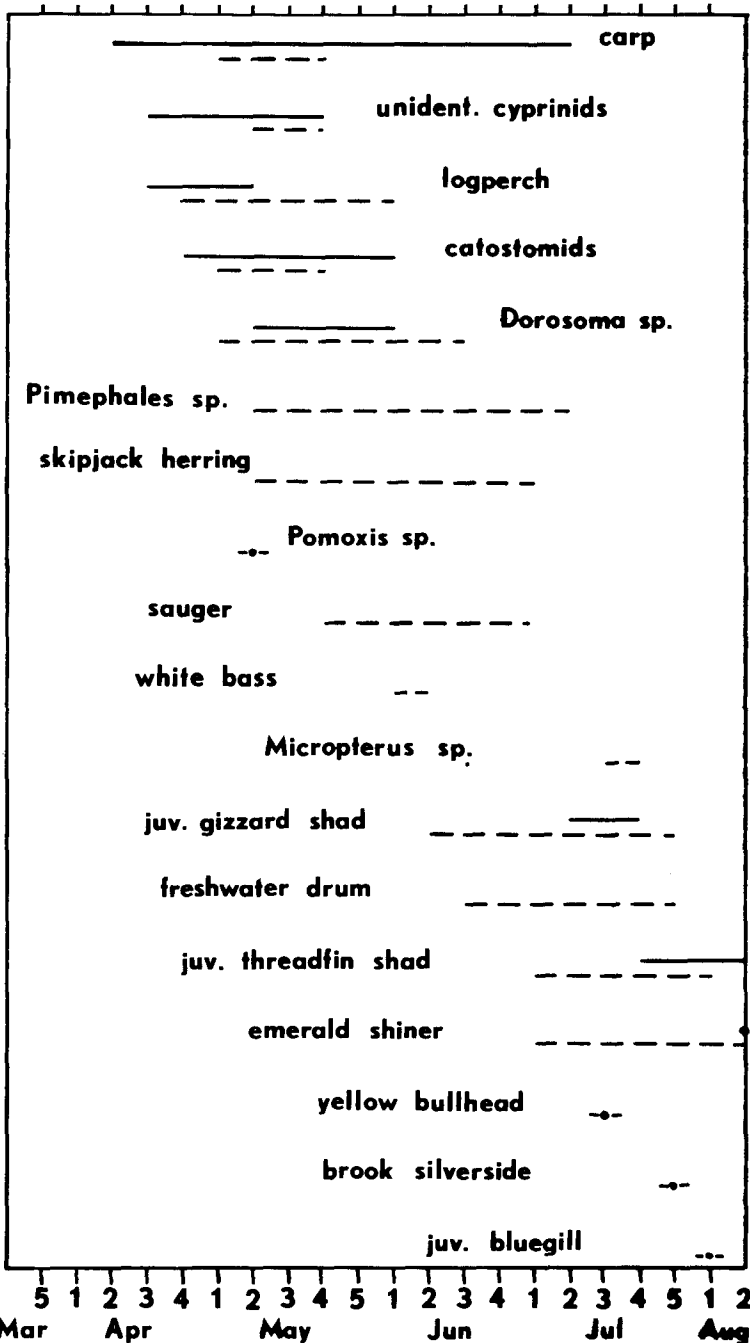 carp
unident. cyprinids
logperch
catostomids
Dorosoma sp.
Pimephales sp.
skipjack herring
Pomoxis sp.
sauger
white bass
Micropterus sp.
juv. gizzard shad
freshwater drum
juv. threadfin shad
emerald shiner
yellow bullhead
brook silverside
juv. bluegill
5 1 2 3 4 1 2 3 4 5 1 2 3 4 1 2 3 4 5 1 2
Mar Apr May Jun Jul Aug